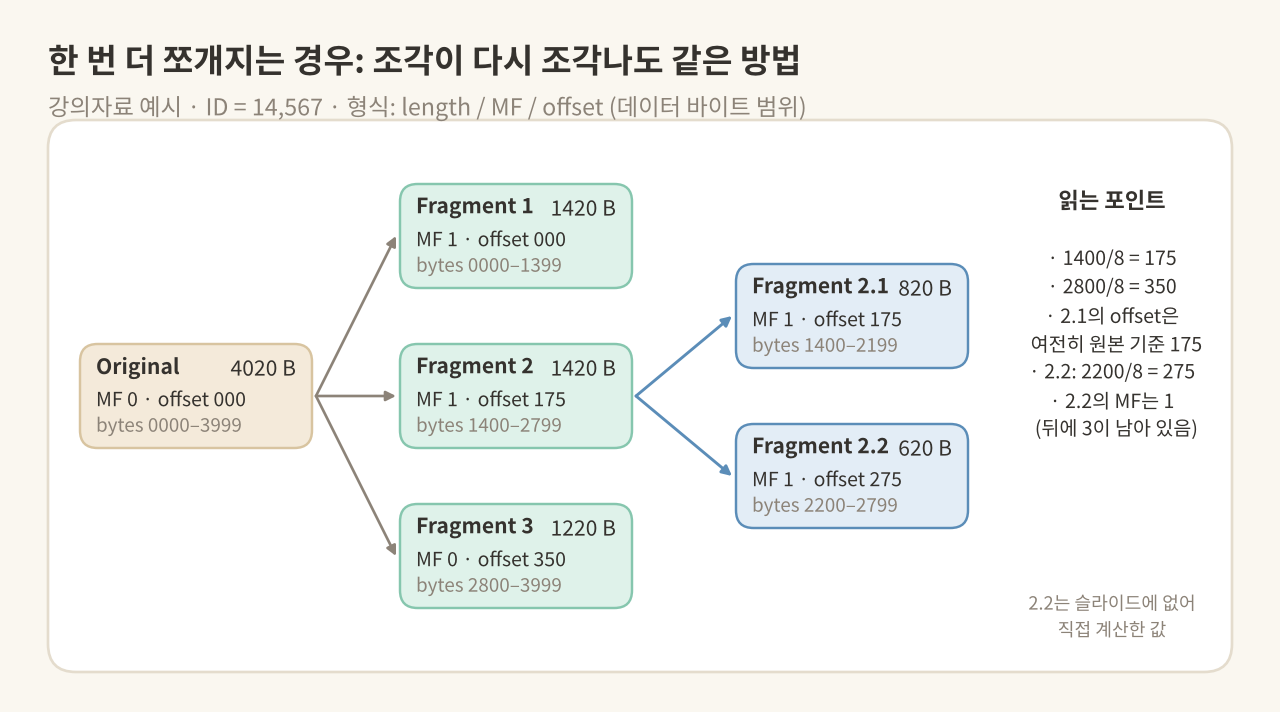 한 번 더 쪼개지는 경우: 조각이 다시 조각나도 같은 방법
강의자료 예시 · ID = 14,567 · 형식: length / MF / offset (데이터 바이트 범위)
Original 4020 B
MF 0 · offset 000
bytes 0000–3999
Fragment 1 1420 B
MF 1 · offset 000
bytes 0000–1399
Fragment 2 1420 B
MF 1 · offset 175
bytes 1400–2799
Fragment 3 1220 B
MF 0 · offset 350
bytes 2800–3999
Fragment 2.1 820 B
MF 1 · offset 175
bytes 1400–2199
Fragment 2.2 620 B
MF 1 · offset 275
bytes 2200–2799
읽는 포인트
· 1400/8 = 175
· 2800/8 = 350
· 2.1의 offset은
여전히 원본 기준 175
· 2.2: 2200/8 = 275
· 2.2의 MF는 1
(뒤에 3이 남아 있음)
2.2는 슬라이드에 없어
직접 계산한 값